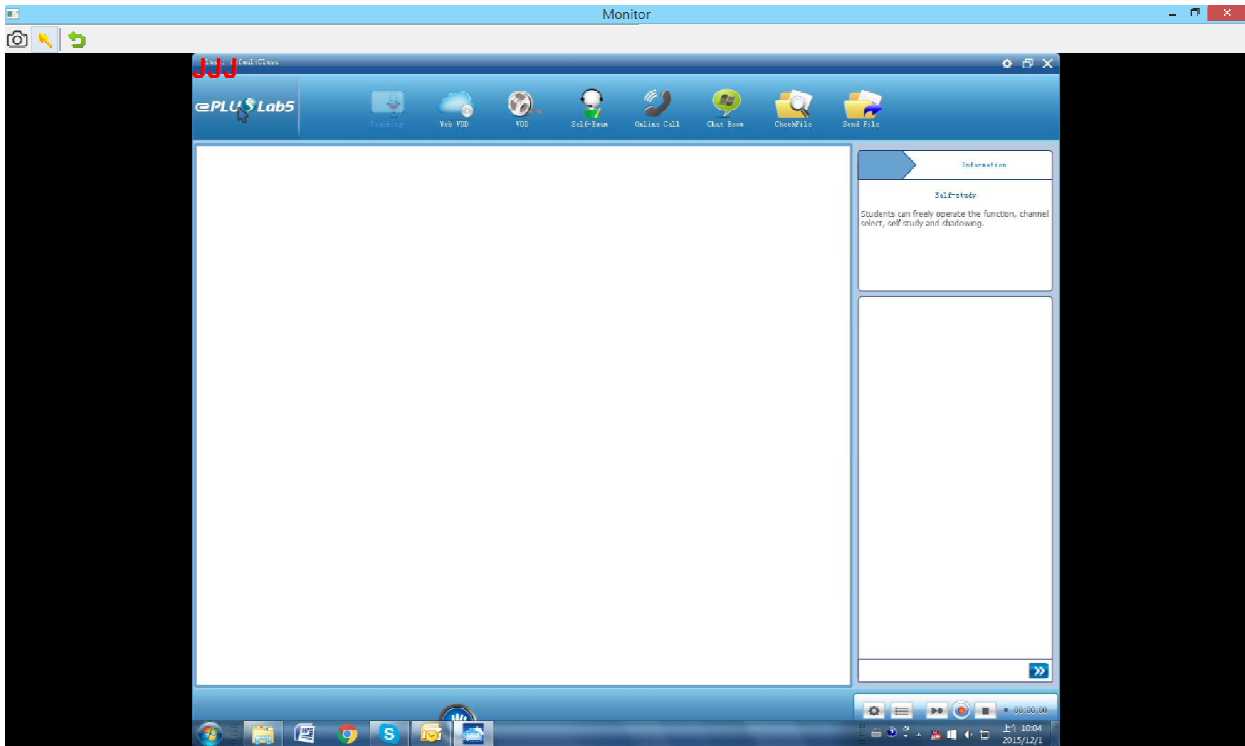 Monitor
JJJ
ePLUS Lab5
Teaching
Web VOD
VOD
Self-Exam
Online Call
Chat Room
CheckFile
Send File
Information
Self-study
Students can freely operate the function, channel
select, self study and shadowing.
00:00:00
上午 10:04
2015/12/1